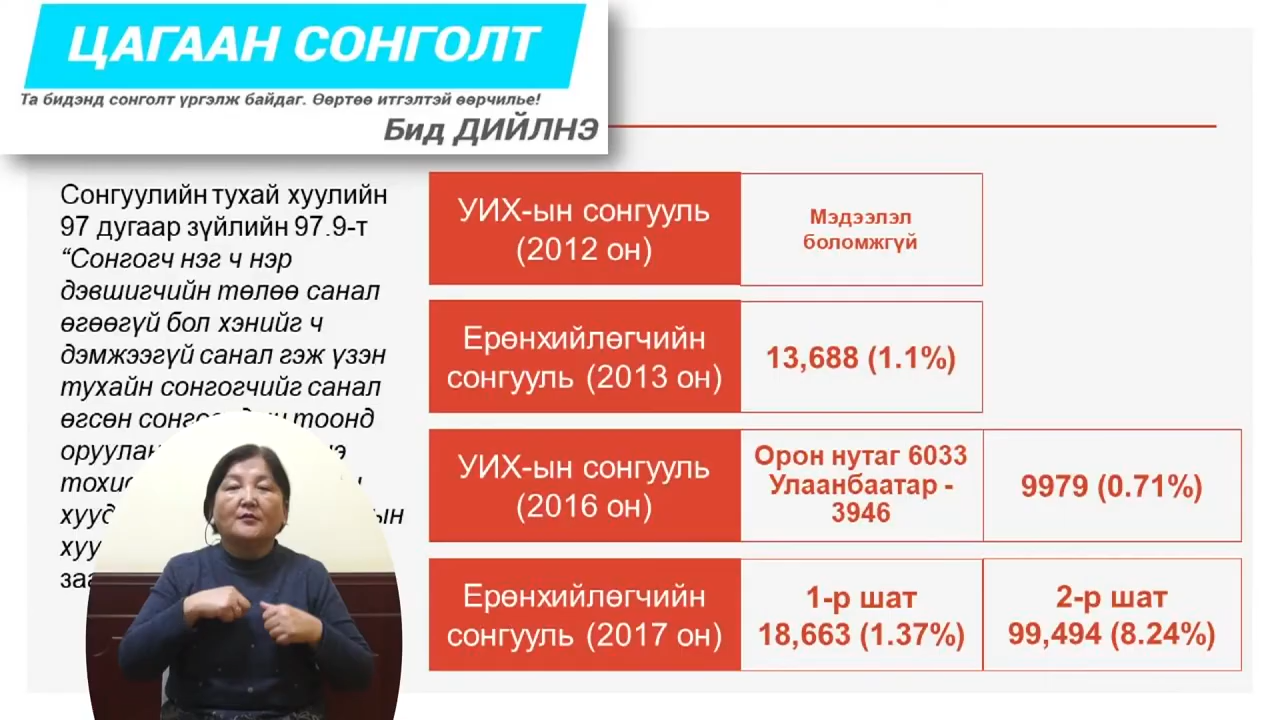 ЦАГААН СОНГОЛТ
Та бидэнд сонголт үргэлж байдаг. Өөртөө итгэлтэй өөрчилье!
Бид ДИЙЛНЭ
Сонгуулийн тухай хуулийн
97 дугаар зүйлийн 97.9-т
“Сонгогч нэг ч нэр
дэвшигчийн төлөө санал
өгөөгүй бол хэнийг ч
дэмжээгүй санал гэж үзэн
тухайн сонгогчийг санал
өгсөн тоонд
УИХ-ын сонгууль
(2012 он)
Мэдээлэл
боломжгүй
Ерөнхийлөгчийн
сонгууль (2013 он)
13,688 (1.1%)
УИХ-ын сонгууль
(2016 он)
Орон нутаг 6033
Улаанбаатар -
3946
9979 (0.71%)
Ерөнхийлөгчийн
сонгууль (2017 он)
1-р шат
18,663 (1.37%)
2-р шат
99,494 (8.24%)